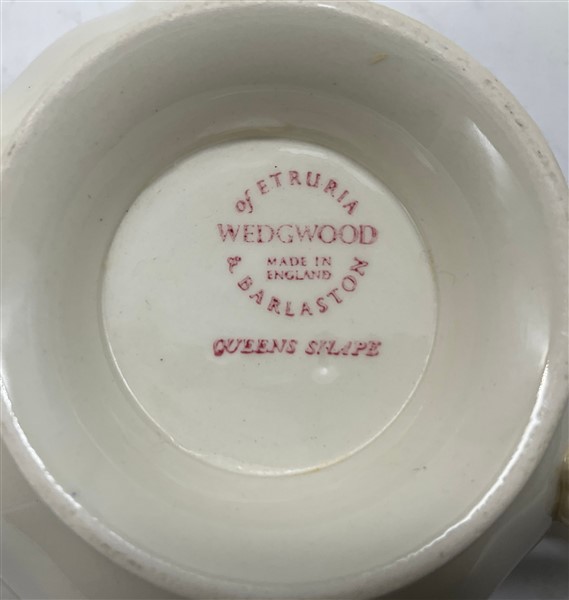 of ETRURIA
WEDGWOOD
MADE IN
ENGLAND
& BARLASTON
QUEENS SHAPE